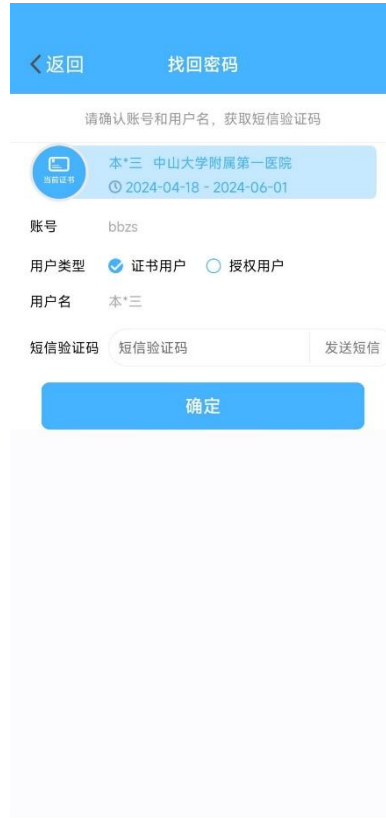 返回 找回密码
请确认账号和用户名，获取短信验证码
当前证书
本*三 中山大学附属第一医院
2024-04-18 - 2024-06-01
账号 bbzs
用户类型 证书用户 授权用户
用户名 本*三
短信验证码 短信验证码 发送短信
确定